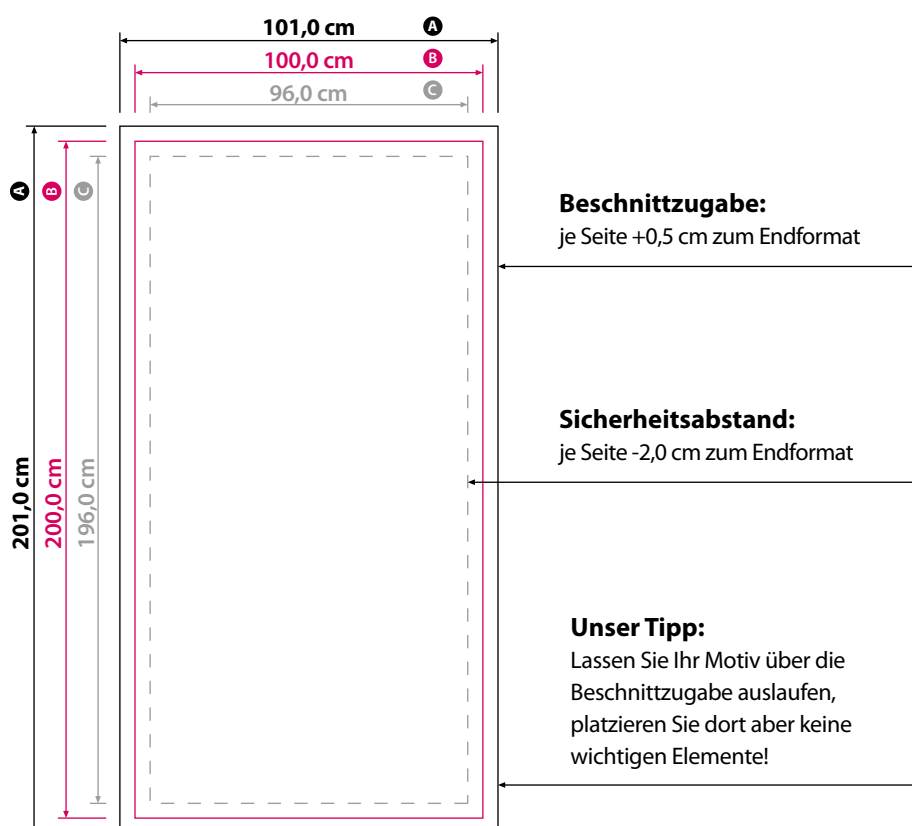 101,0 cm A
100,0 cm B
96,0 cm C
A
B
C
201,0 cm
200,0 cm
196,0 cm
Beschnittzugabe:
je Seite +0,5 cm zum Endformat
Sicherheitsabstand:
je Seite -2,0 cm zum Endformat
Unser Tipp:
Lassen Sie Ihr Motiv über die
Beschnittzugabe auslaufen,
platzieren Sie dort aber keine
wichtigen Elemente!